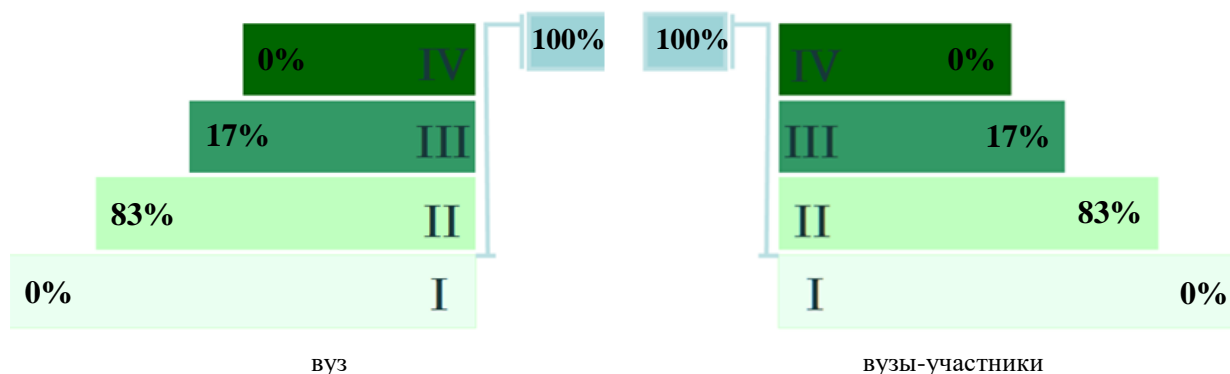 100%
100%
0% IV
IV 0%
17% III
III 17%
83% II
II 83%
0% I
I 0%
вуз
вузы-участники